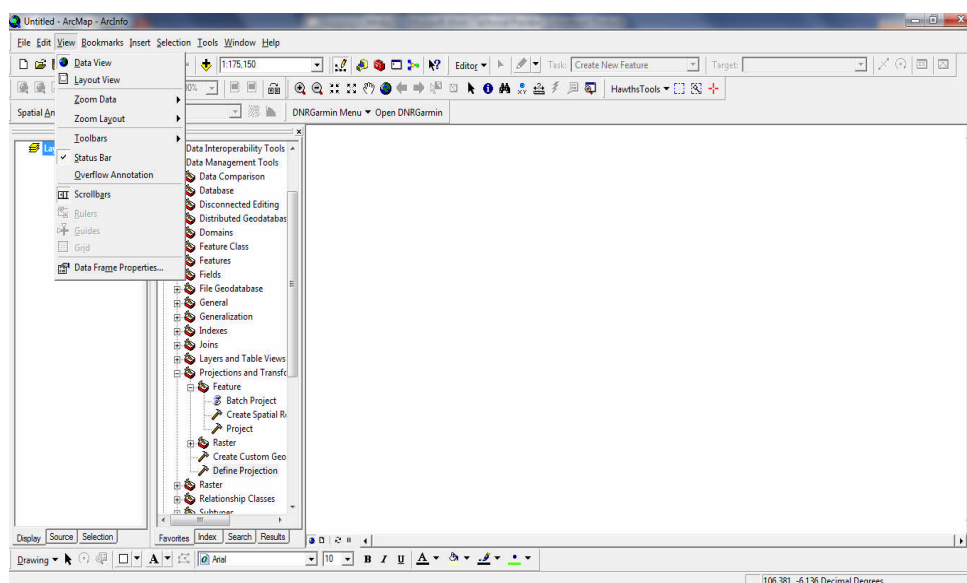 Untitled - ArcMap - ArcInfo
File Edit View Bookmarks Insert Selection Tools Window Help
1:175,150
Editor
Task: Create New Feature
Target:
HawthsTools
DNRGarmin Menu Open DNRGarmin
Data View
Layout View
Zoom Data
Zoom Layout
Toolbars
Status Bar
Overflow Annotation
Scrollbars
Rulers
Guides
Grid
Data Frame Properties...
Data Interoperability Tools
Data Management Tools
Data Comparison
Database
Disconnected Editing
Distributed Geodatabas
Domains
Feature Class
Features
Fields
File Geodatabase
General
Generalization
Indexes
Joins
Layers and Table Views
Projections and Transfo
Feature
Batch Project
Create Spatial Re
Project
Raster
Create Custom Geo
Define Projection
Raster
Relationship Classes
Display Source Selection
Favorites Index Search Results
Drawing
A
Arial
10
B I U A
106.381 -6.136 Decimal Degrees